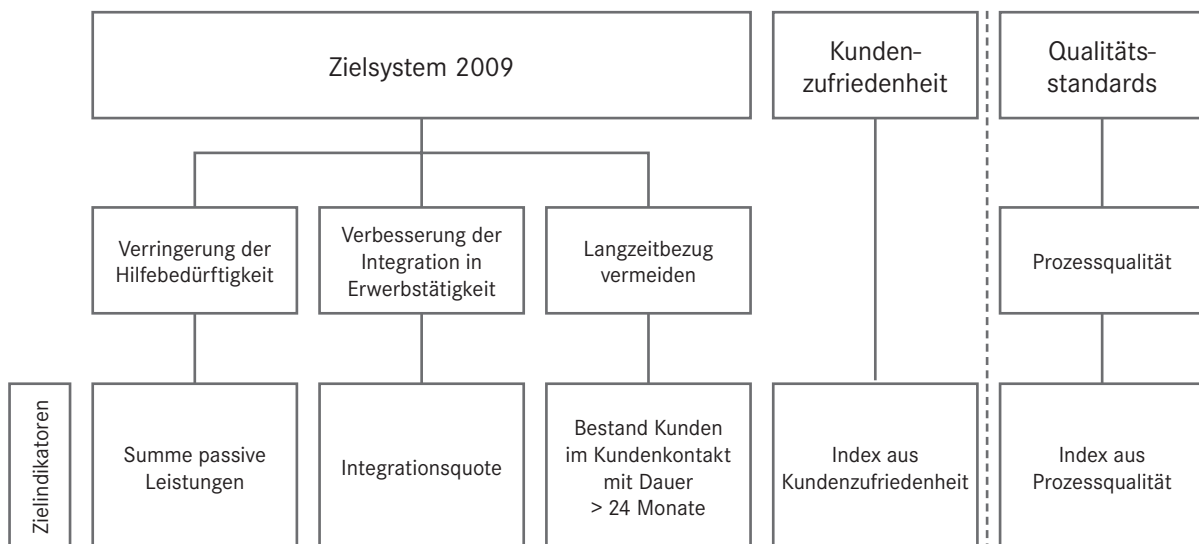 Zielsystem 2009
Kunden-
zufriedenheit
Qualitäts-
standards
Verringerung der
Hilfebedürftigkeit
Verbesserung der
Integration in
Erwerbstätigkeit
Langzeitbezug
vermeiden
Prozessqualität
Zielindikatoren
Summe passive
Leistungen
Integrationsquote
Bestand Kunden
im Kundenkontakt
mit Dauer
> 24 Monate
Index aus
Kundenzufriedenheit
Index aus
Prozessqualität